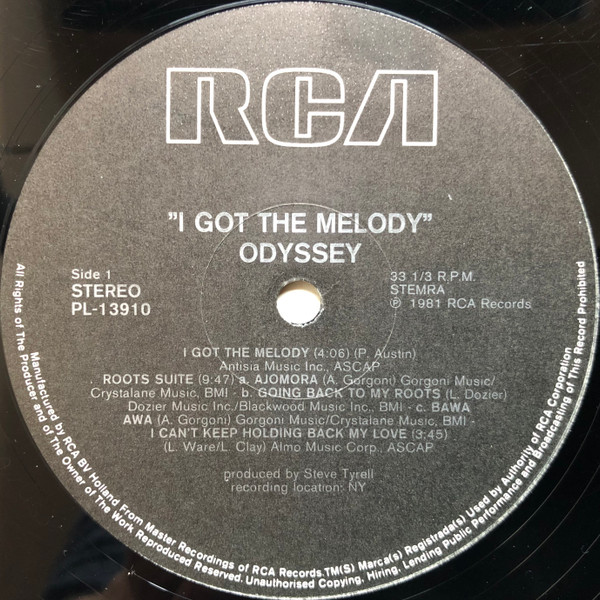 RCA
"I GOT THE MELODY"
ODYSSEY
Side 1
STEREO
PL-13910
33 1/3 R.P.M.
STEMRA
℗ 1981 RCA Records
I GOT THE MELODY (4:06) (P. Austin)
Antisia Music Inc., ASCAP
. ROOTS SUITE (9:47) a. AJOMORA (A. Gorgoni) Gorgoni Music/
Crystalane Music, BMI - b. GOING BACK TO MY ROOTS (L. Dozier)
Dozier Music Inc./Blackwood Music Inc., BMI - c. BAWA
AWA (A. Gorgoni) Gorgoni Music/Crystalane Music, BMI -
I CAN'T KEEP HOLDING BACK MY LOVE (3:45)
(L. Ware/L. Clay) Almo Music Corp., ASCAP
produced by Steve Tyrell
recording location: NY
All Rights of The Producer and of The Owner of The Work Reproduced Reserved. Unauthorised Copying, Hiring, Lending Public Performance and Broadcasting of This Record Prohibited
Manufactured by RCA BV Holland From Master Recordings of RCA Records.TM(S) Marca(s) Registrada(s) Used by Authority of RCA Corporation